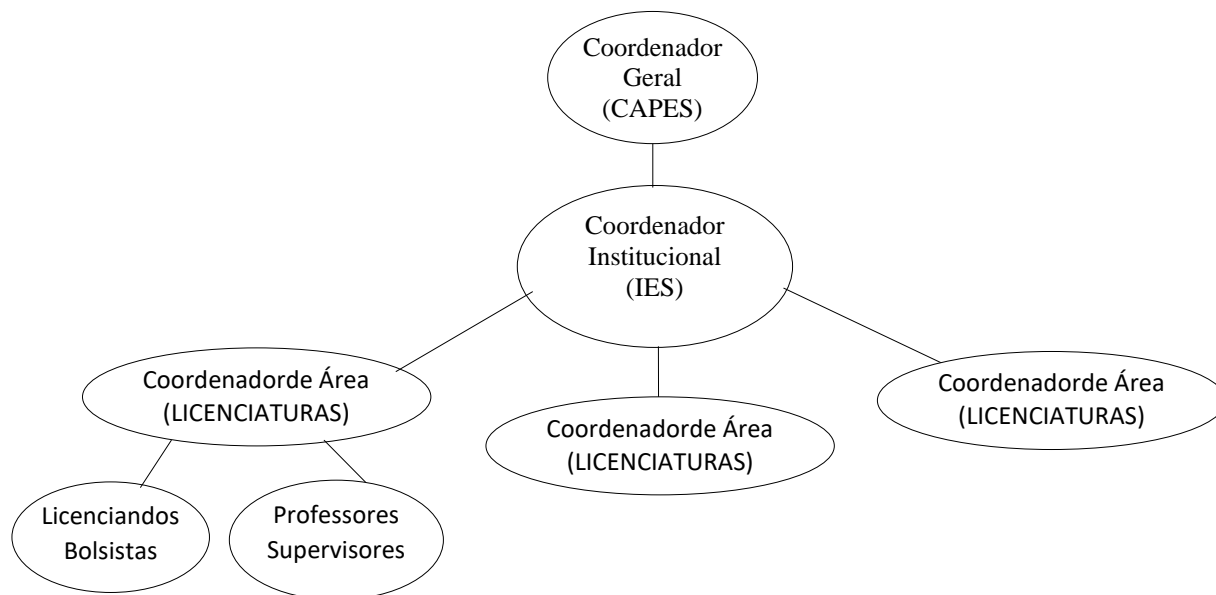 Coordenador
Geral
(CAPES)
Coordenador
Institucional
(IES)
Coordenadorde Área
(LICENCIATURAS)
Coordenadorde Área
(LICENCIATURAS)
Coordenadorde Área
(LICENCIATURAS)
Licenciandos
Bolsistas
Professores
Supervisores